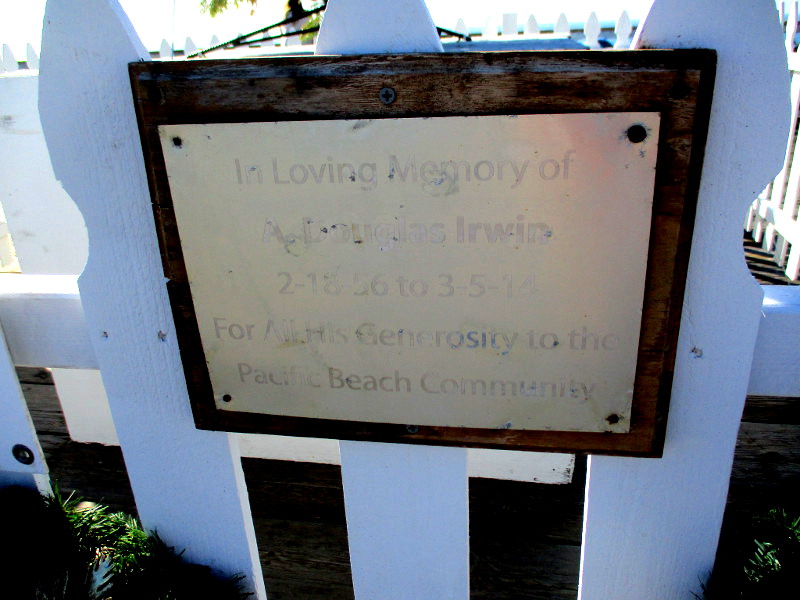 In Loving Memory of
A. Douglas Irwin
2-18-56 to 3-5-14
For All His Generosity to the
Pacific Beach Community